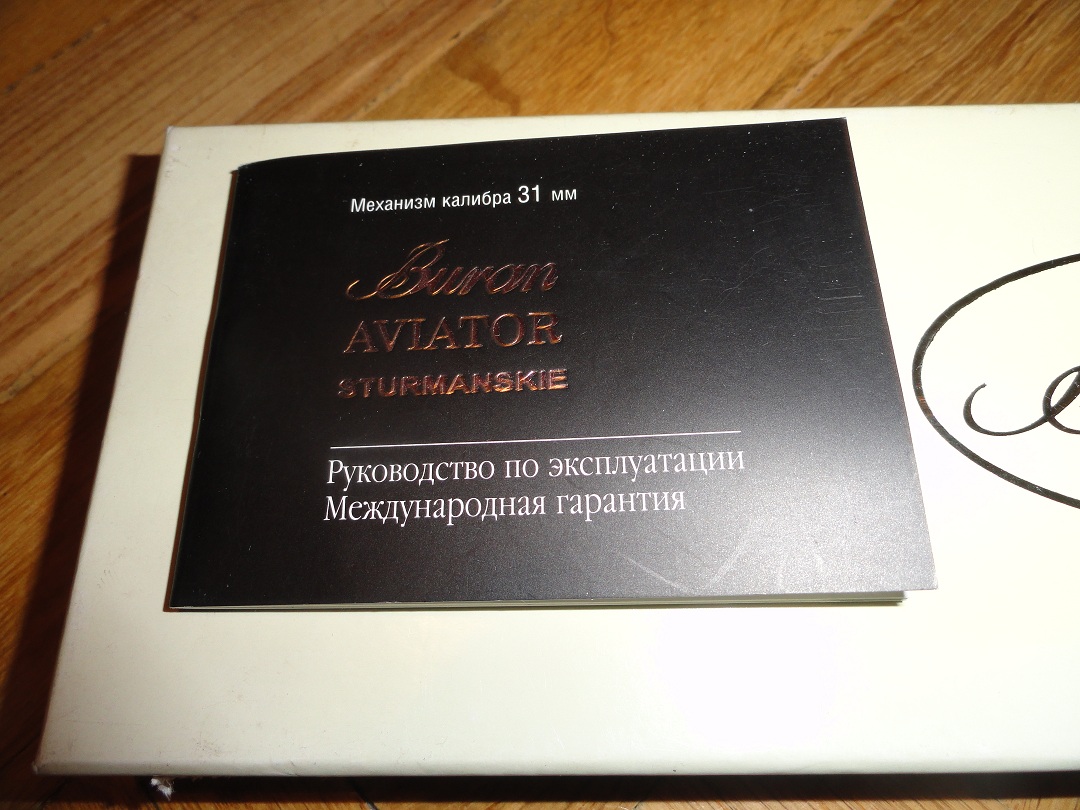 Механизм калибра 31 мм
Buran
AVIATOR
STURMANSKIE
Руководство по эксплуатации
Международная гарантия